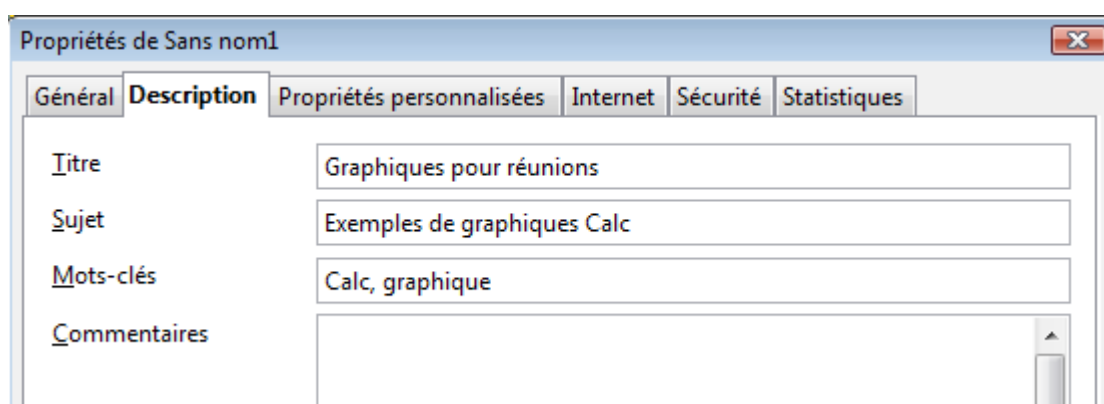 Propriétés de Sans nom1
Général Description Propriétés personnalisées Internet Sécurité Statistiques
Titre Graphiques pour réunions
Sujet Exemples de graphiques Calc
Mots-clés Calc, graphique
Commentaires